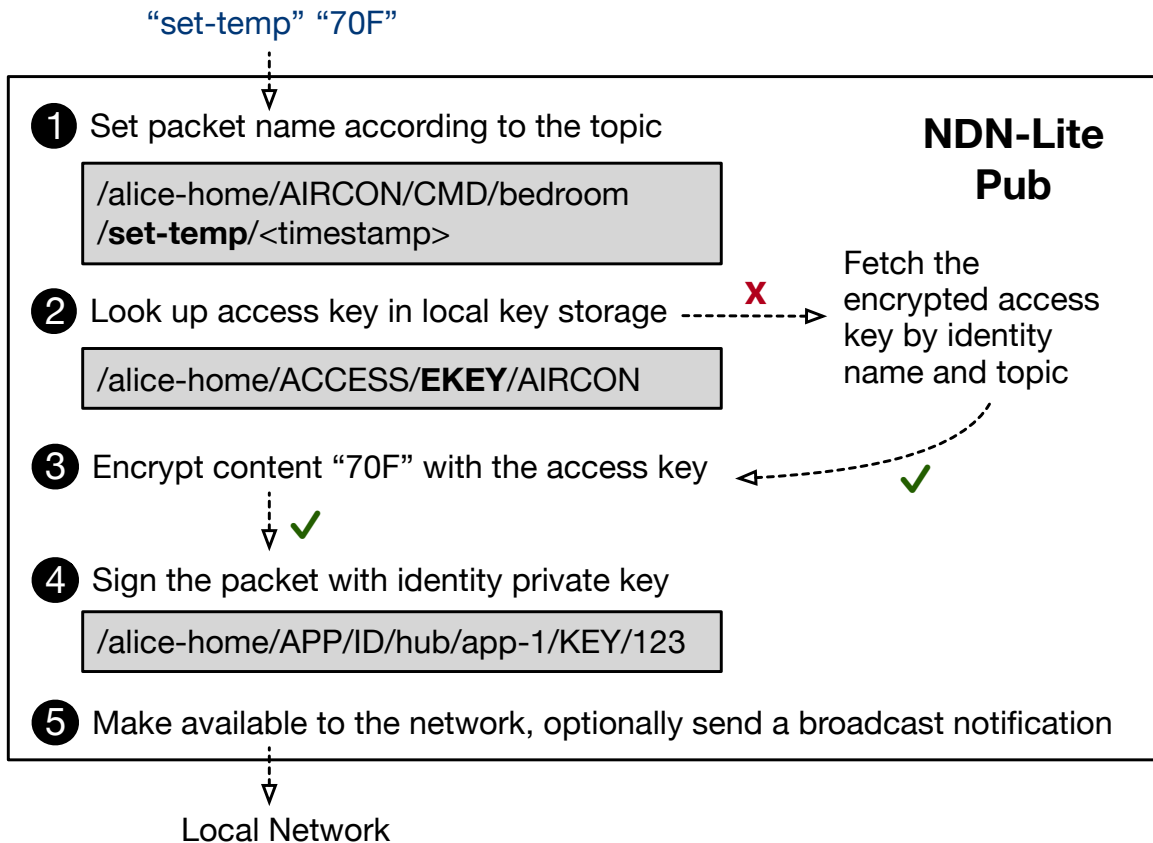 “set-temp” “70F”
1 Set packet name according to the topic
NDN-Lite
Pub
/alice-home/AIRCON/CMD/bedroom
/set-temp/<timestamp>
2 Look up access key in local key storage
X
Fetch the
encrypted access
key by identity
name and topic
/alice-home/ACCESS/EKEY/AIRCON
3 Encrypt content “70F” with the access key
4 Sign the packet with identity private key
/alice-home/APP/ID/hub/app-1/KEY/123
5 Make available to the network, optionally send a broadcast notification
Local Network